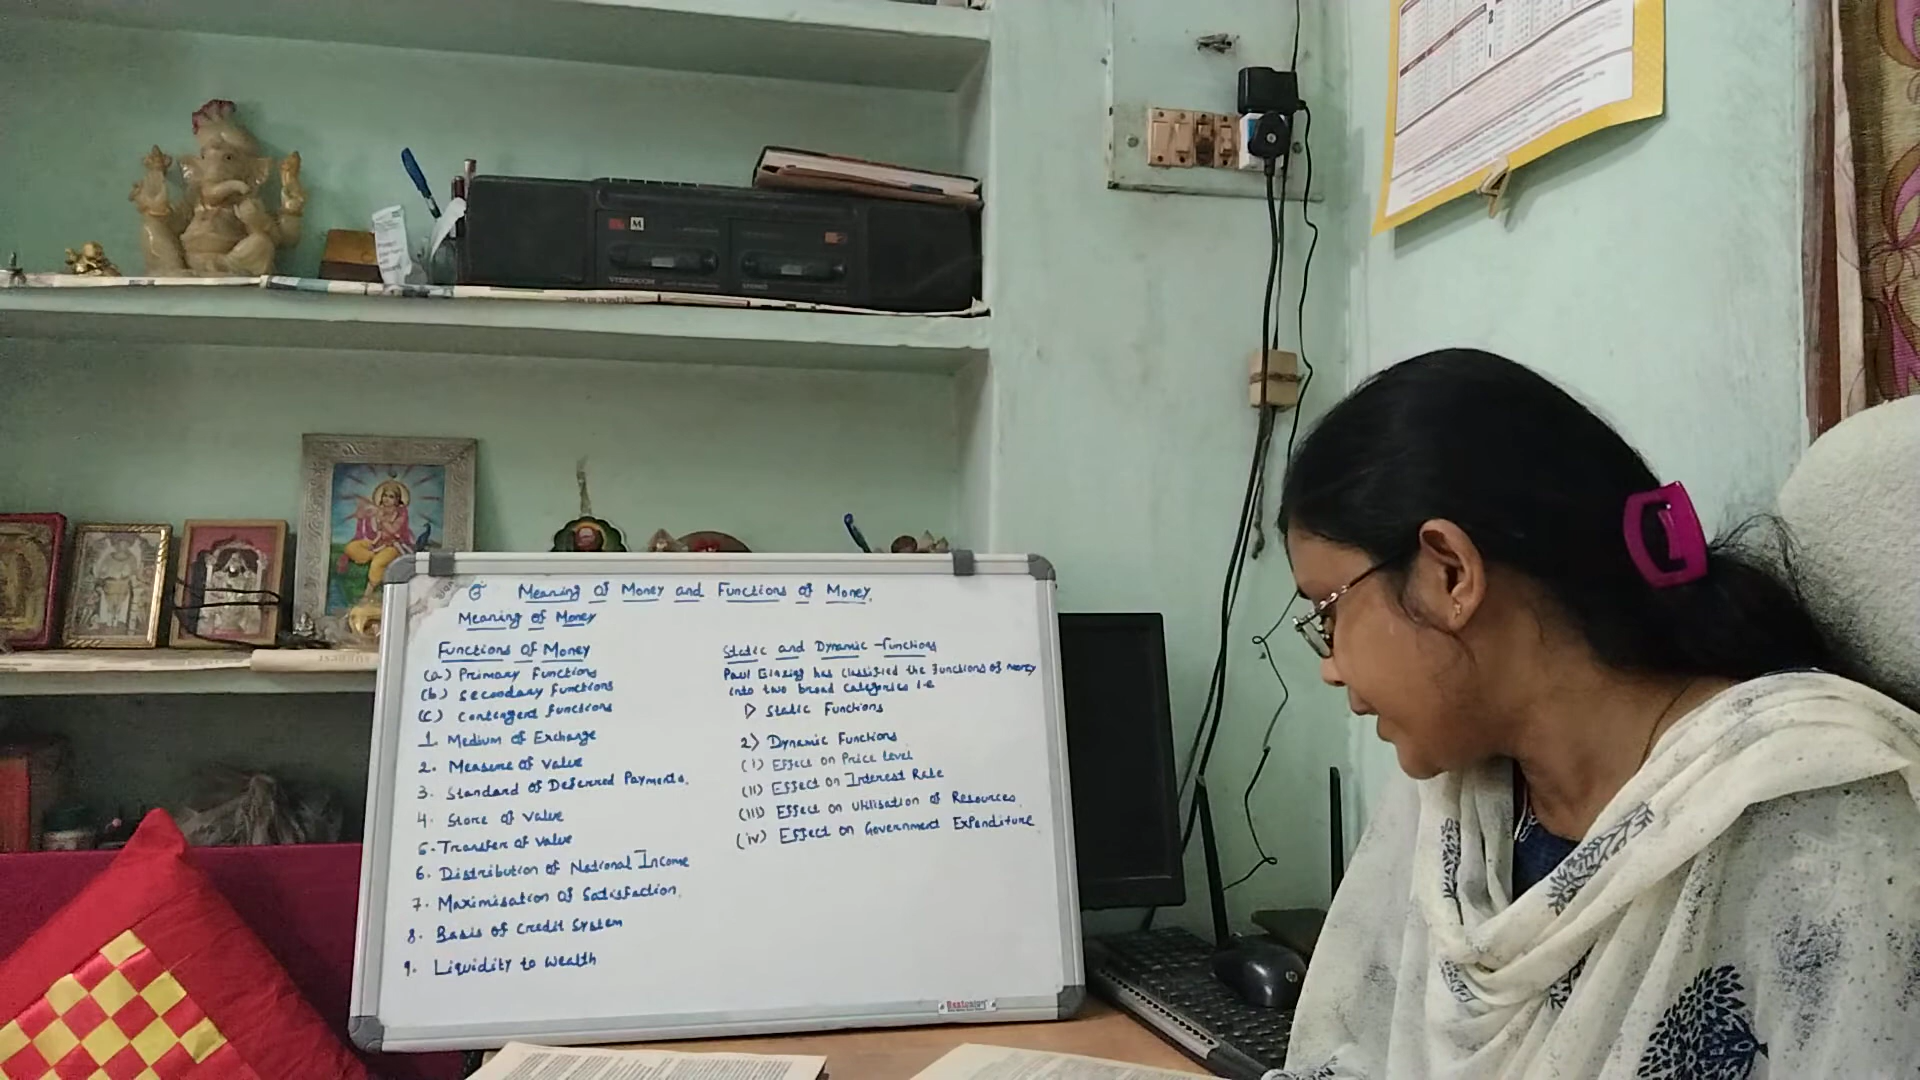 Meaning Of Money and Functions of Money.
Meaning of Money
Functions Of Money
(a.) Primary Functions
(b.) Secondary Functions
(C) Contingent Functions
1. Medium of Exchange
2. Measure of Value
3. Standard of Deferred Payments.
4. Store of Value
5. Transfer of Value
6. Distribution of National Income
7. Maximisation Of Satisfaction.
8. Basis of Credit System
9. Liquidity to Wealth
Static and Dynamic -Functions
Paul Einzig has classified the Functions of money
into two broad Categories i.e
1) Static Functions
2) Dynamic Functions
(i) Effect on Price Level
(ii) Effect on Interest Rate
(iii) Effect on Utilisation of Resources.
(iv) Effect on Government Expenditure
M